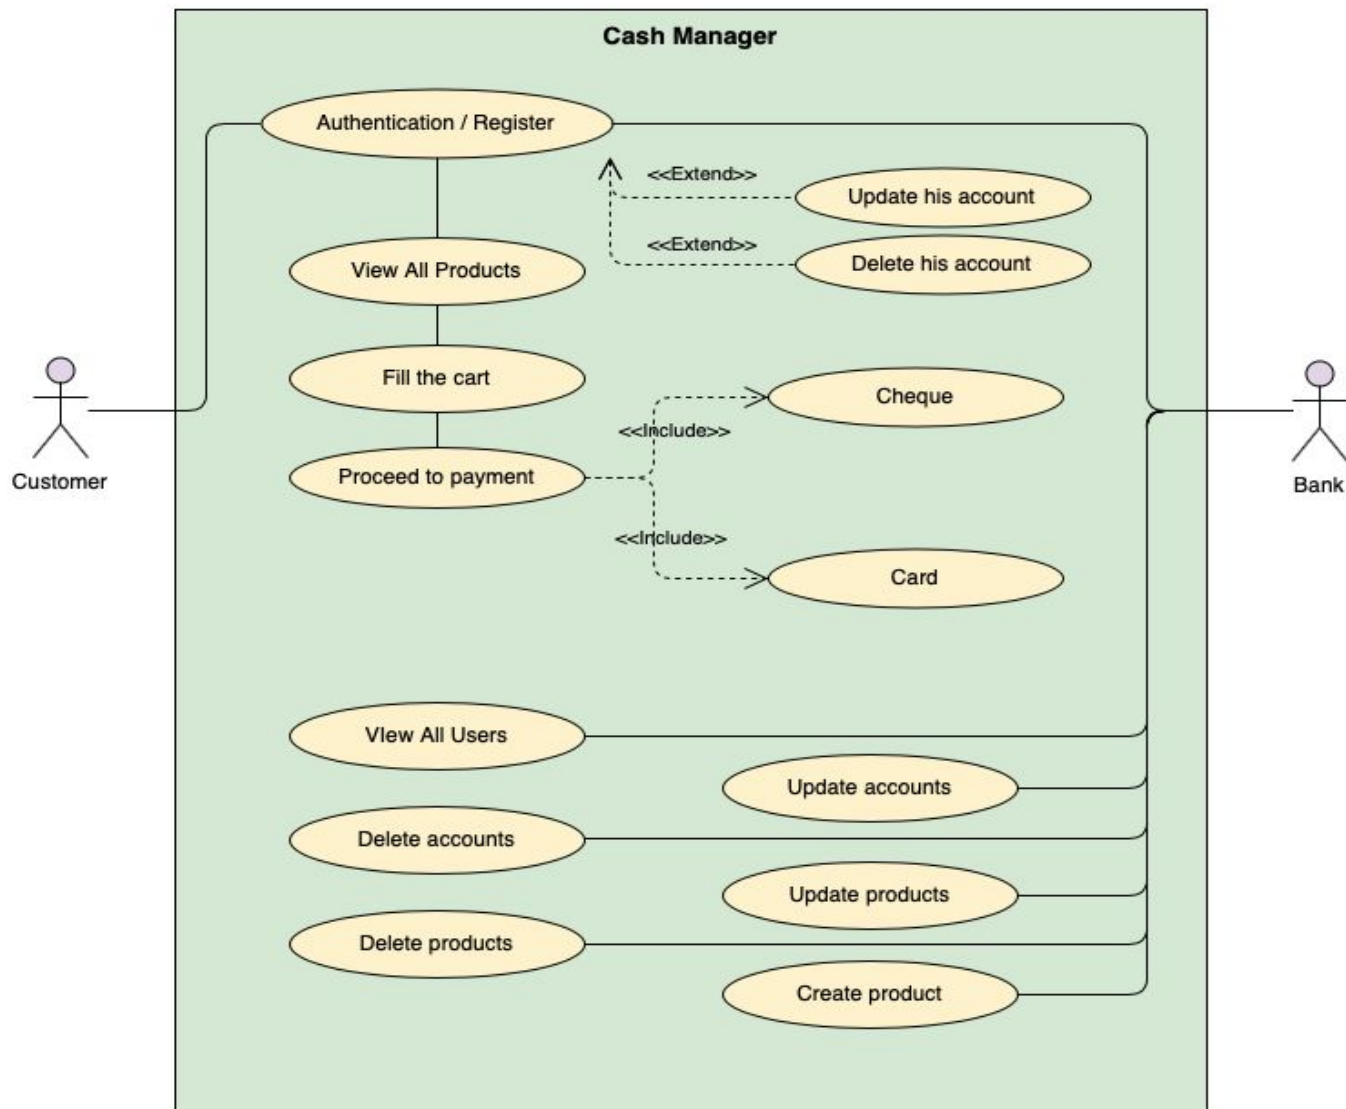 Cash Manager
Authentication / Register
<<Extend>>
Update his account
<<Extend>>
Delete his account
View All Products
Fill the cart
Cheque
<<Include>>
Proceed to payment
<<Include>>
Card
Customer
Bank
VIew All Users
Update accounts
Delete accounts
Update products
Delete products
Create product